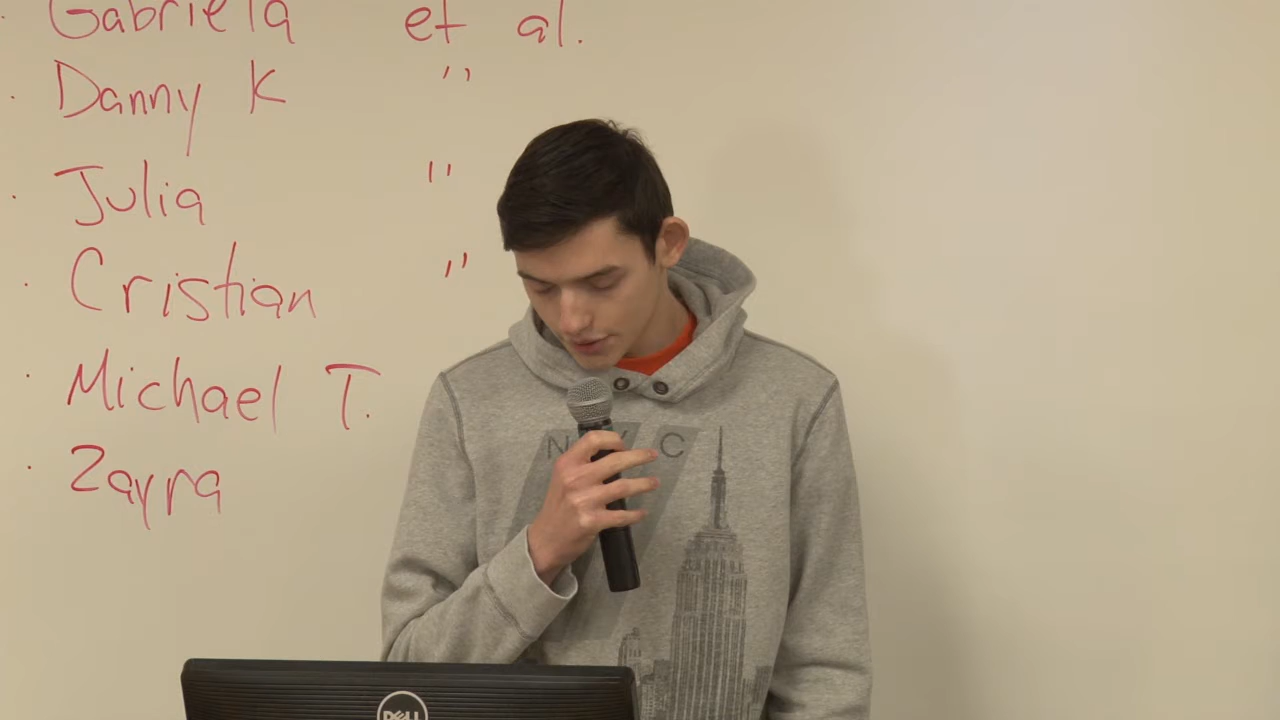 Gabriela et al.
Danny K "
Julia "
Cristian "
Michael T.
Zayra
NYC
DELL